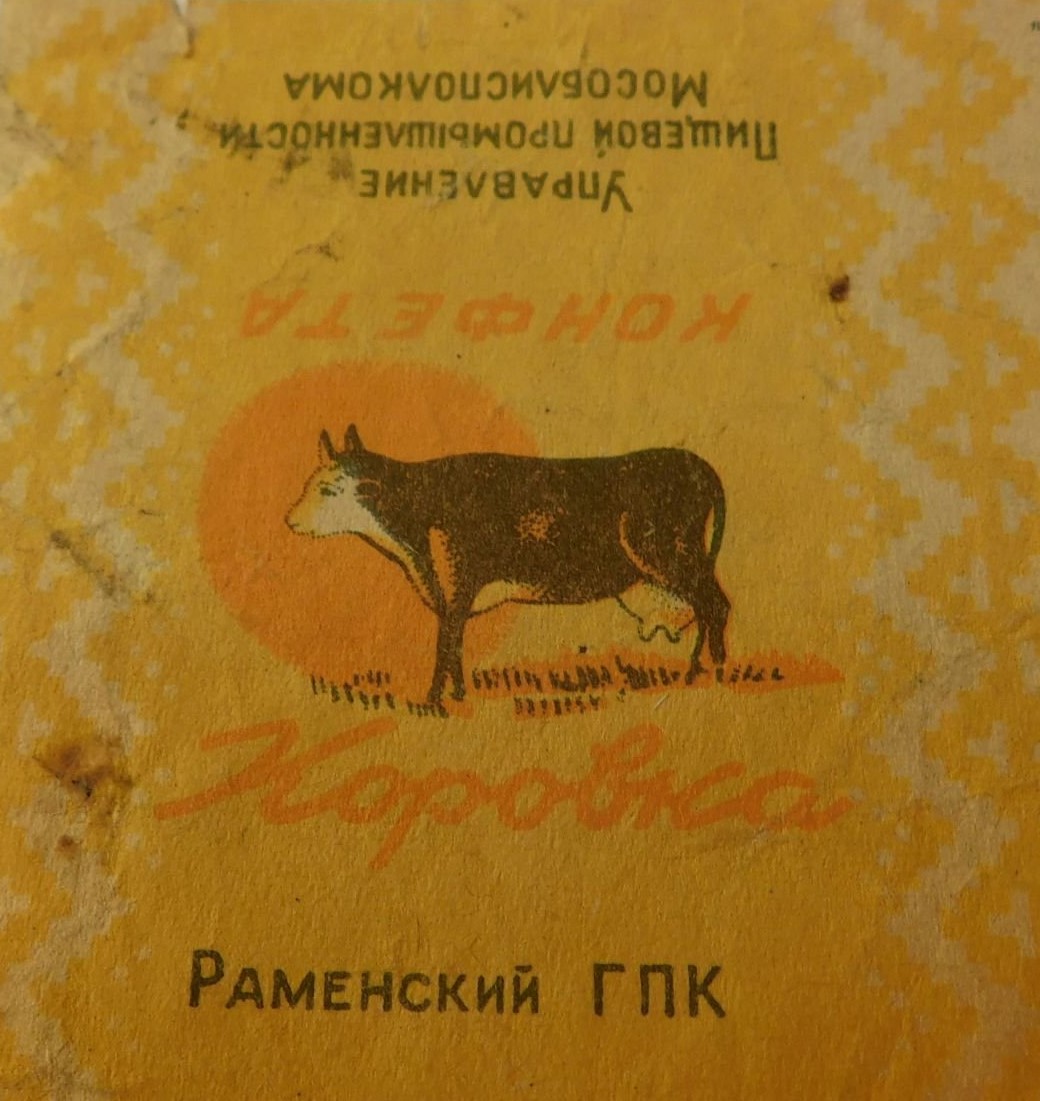 Управление
Пищевой промышленности
Мособлисполкома
КОНФЕТА
Коровка
Раменский ГПК